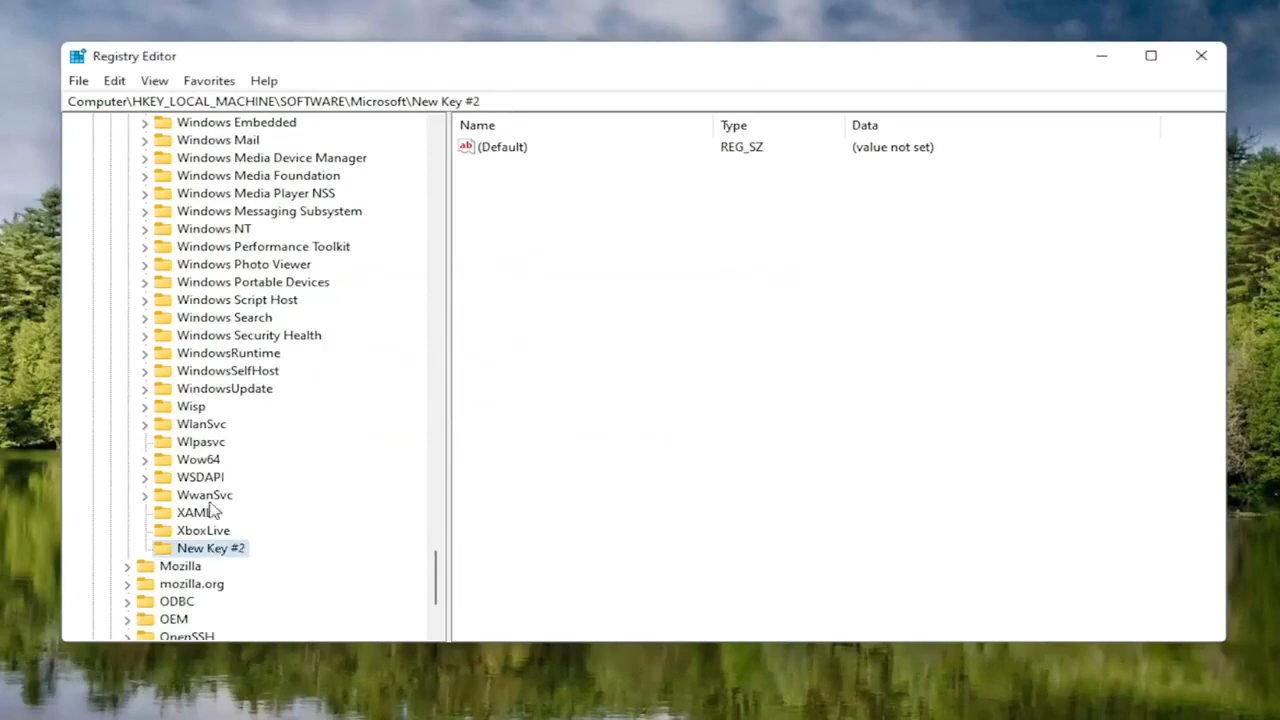 Registry Editor
File Edit View Favorites Help
Computer\HKEY_LOCAL_MACHINE\SOFTWARE\Microsoft\New Key #2
Windows Embedded
Windows Mail
Windows Media Device Manager
Windows Media Foundation
Windows Media Player NSS
Windows Messaging Subsystem
Windows NT
Windows Performance Toolkit
Windows Photo Viewer
Windows Portable Devices
Windows Script Host
Windows Search
Windows Security Health
WindowsRuntime
WindowsSelfHost
WindowsUpdate
Wisp
WlanSvc
Wlpasvc
Wow64
WSDAPI
WwanSvc
XAML
XboxLive
New Key #2
Mozilla
mozilla.org
ODBC
OEM
OpenSSH
Name Type Data
ab (Default) REG_SZ (value not set)